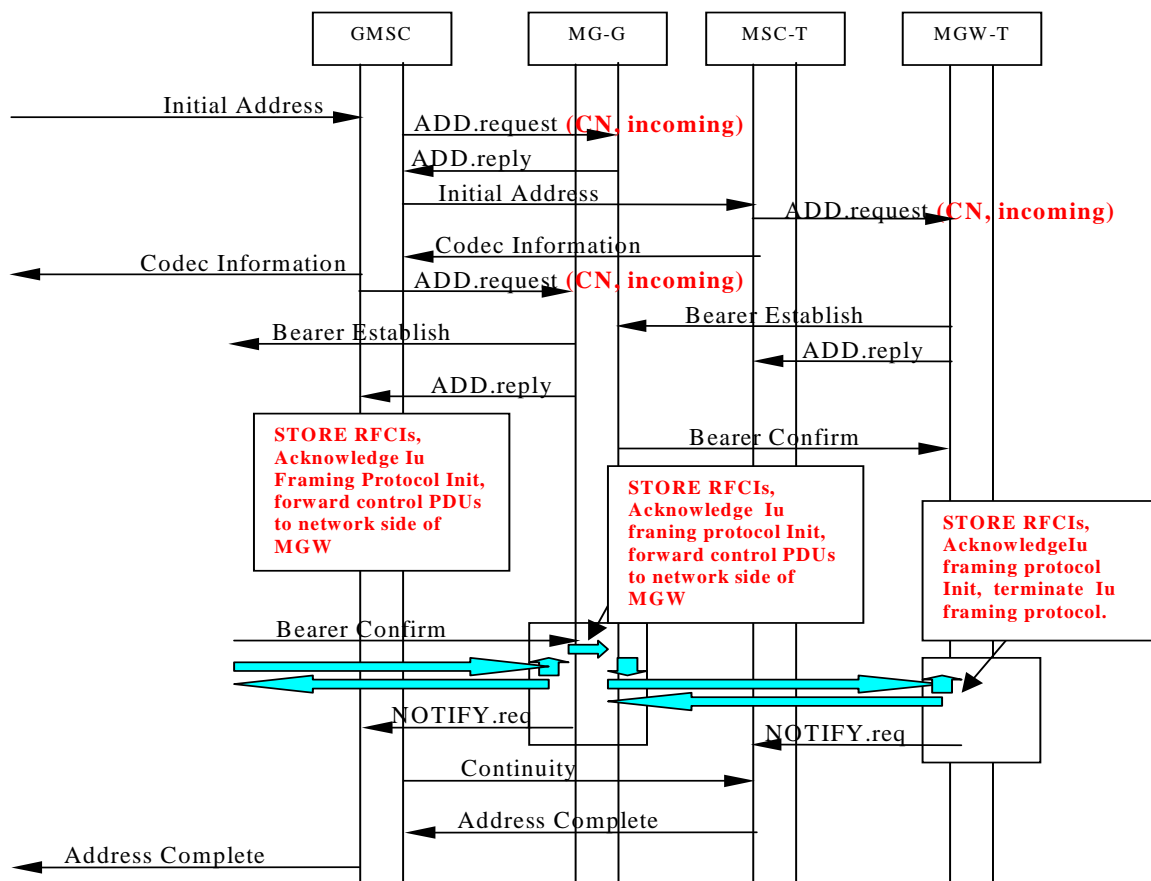 GMSC
MG-G
MSC-T
MGW-T
Initial Address
ADD.request (CN, incoming)
ADD.reply
Initial Address
ADD.request (CN, incoming)
Codec Information
Codec Information
ADD.request (CN, incoming)
Bearer Establish
Bearer Establish
ADD.reply
ADD.reply
STORE RFCIs,
Acknowledge Iu
Framing Protocol Init,
forward control PDUs
to network side of
MGW
Bearer Confirm
STORE RFCIs,
Acknowledge Iu
franing protocol Init,
forward control PDUs
to network side of
MGW
STORE RFCIs,
AcknowledgeIu
framing protocol
Init, terminate Iu
framing protocol.
Bearer Confirm
NOTIFY.req
NOTIFY.req
Continuity
Address Complete
Address Complete